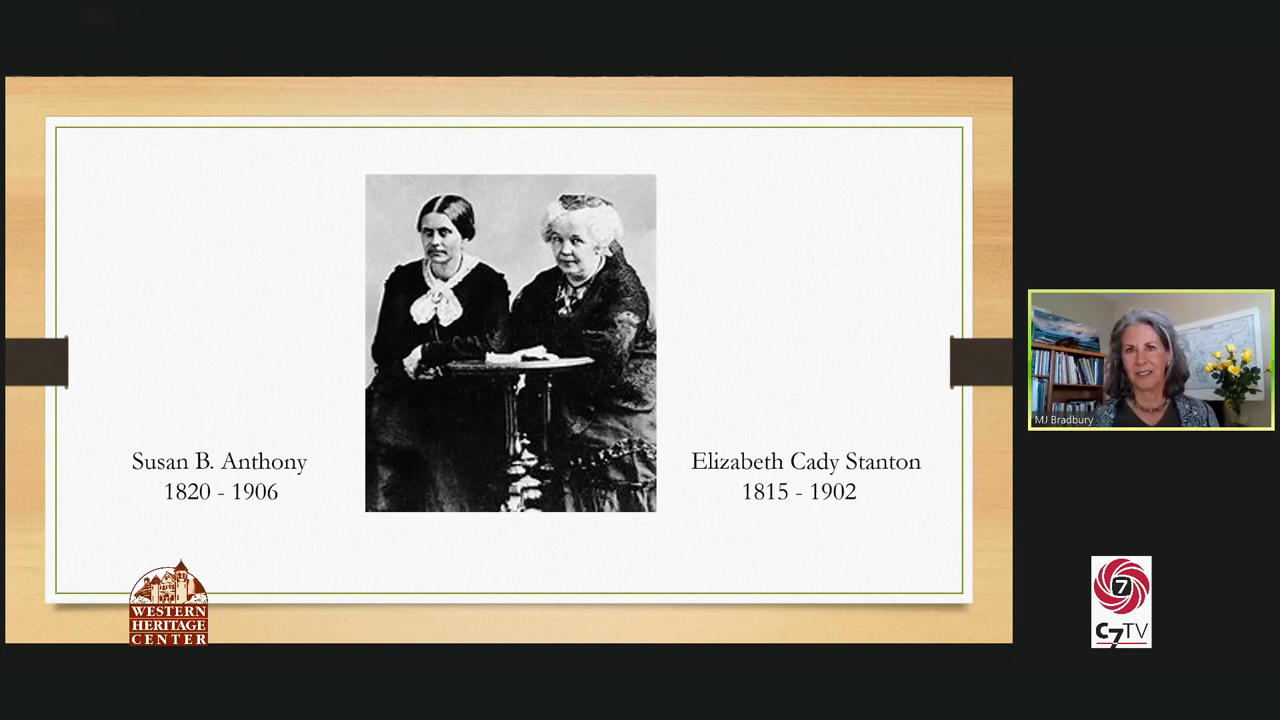 Susan B. Anthony
1820 - 1906
Elizabeth Cady Stanton
1815 - 1902
MJ Bradbury
WESTERN
HERITAGE
CENTER
7
C7TV